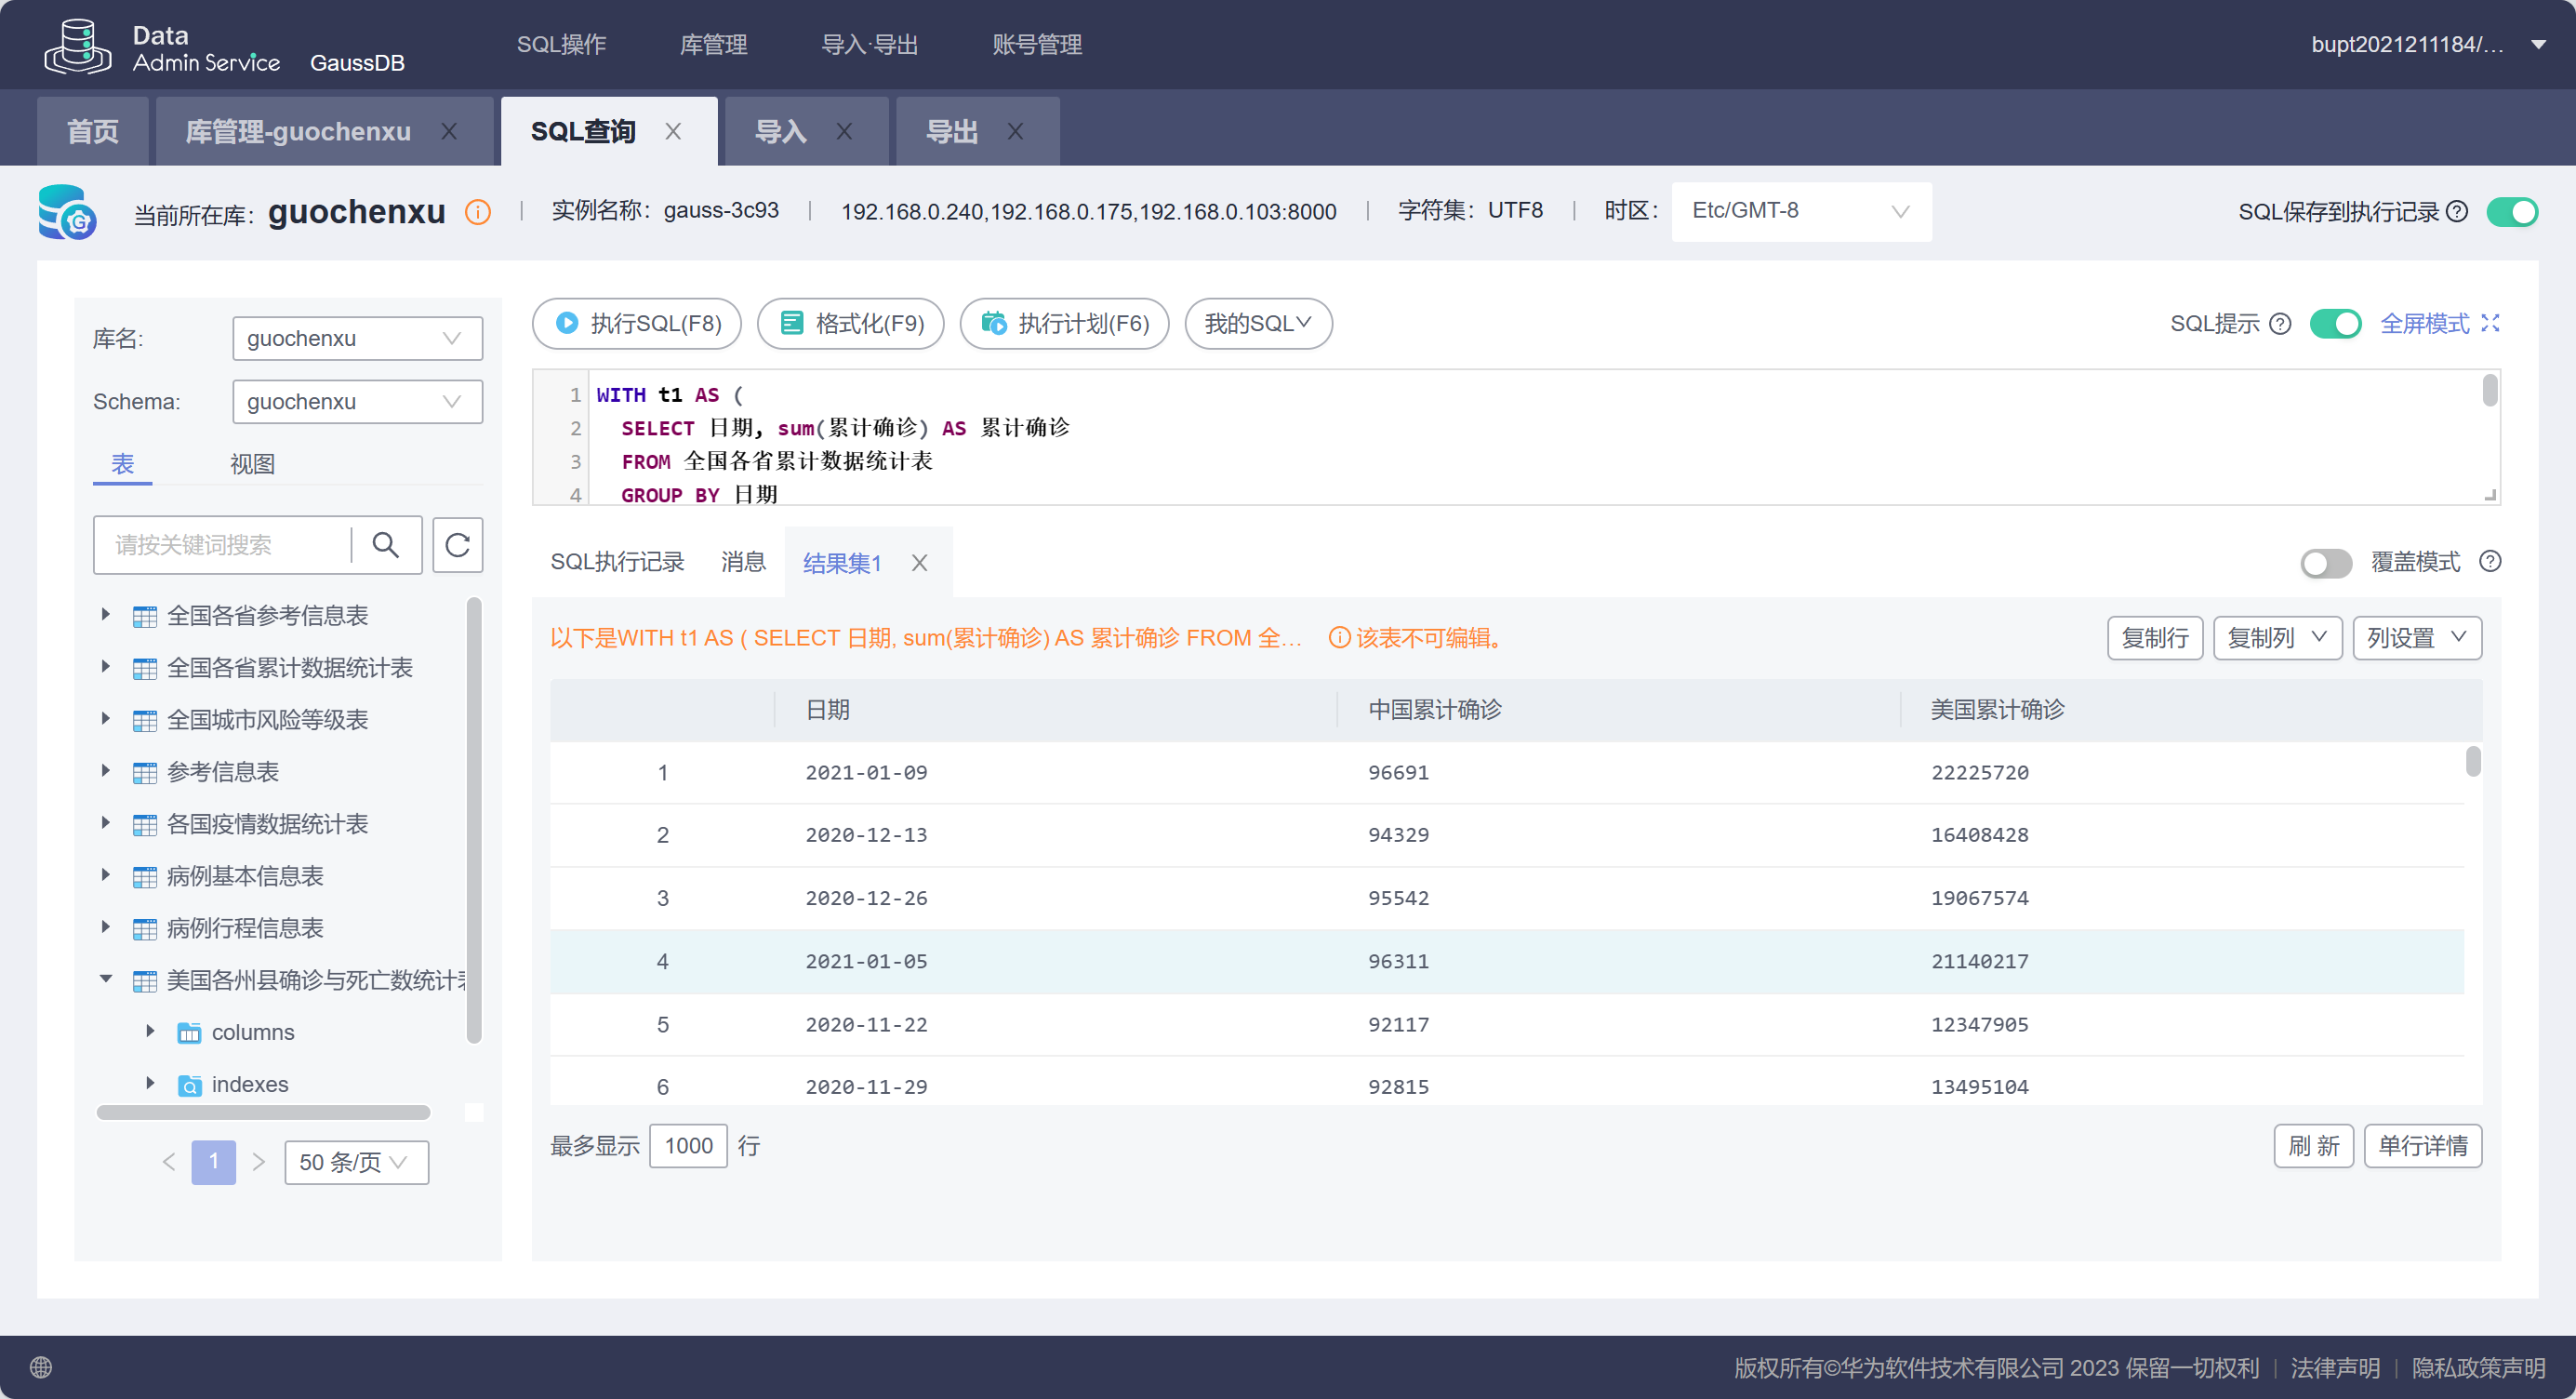 Data
Admin Service GaussDB SQL操作 库管理 导入·导出 账号管理 bupt2021211184/...
首页 库管理-guochenxu SQL查询 导入 导出
当前所在库: guochenxu 实例名称: gauss-3c93 | 192.168.0.240,192.168.0.175,192.168.0.103:8000 | 字符集: UTF8 | 时区: Etc/GMT-8 SQL保存到执行记录
库名: guochenxu
Schema: guochenxu
表 视图
请按关键词搜索
全国各省参考信息表
全国各省累计数据统计表
全国城市风险等级表
参考信息表
各国疫情数据统计表
病例基本信息表
病例行程信息表
美国各州县确诊与死亡数统计表
columns
indexes
1 50 条/页
执行SQL(F8) 格式化(F9) 执行计划(F6) 我的SQL SQL提示 全屏模式
1 WITH t1 AS (
2 SELECT 日期, sum(累计确诊) AS 累计确诊
3 FROM 全国各省累计数据统计表
4 GROUP BY 日期
SQL执行记录 消息 结果集1 覆盖模式
以下是WITH t1 AS ( SELECT 日期, sum(累计确诊) AS 累计确诊 FROM 全... 该表不可编辑。 复制行 复制列 列设置
日期 中国累计确诊 美国累计确诊
1 2021-01-09 96691 22225720
2 2020-12-13 94329 16408428
3 2020-12-26 95542 19067574
4 2021-01-05 96311 21140217
5 2020-11-22 92117 12347905
6 2020-11-29 92815 13495104
最多显示 1000 行 刷 新 单行详情
版权所有©华为软件技术有限公司 2023 保留一切权利 | 法律声明 | 隐私政策声明